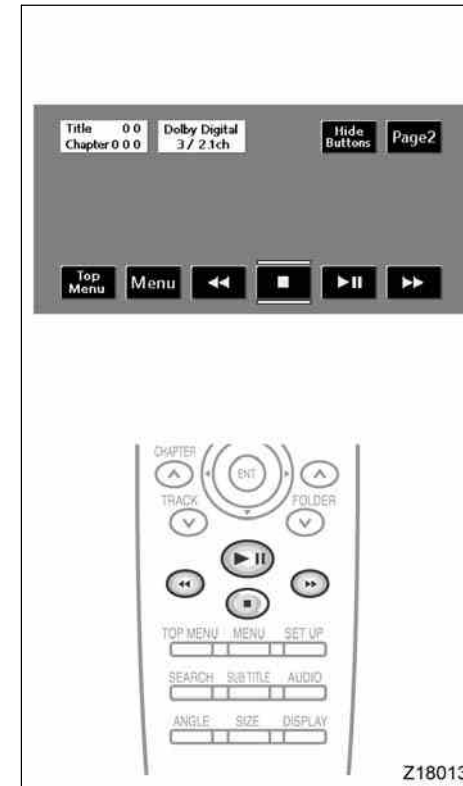 Title 0 0
Chapter 0 0 0
Dolby Digital
3 / 2.1ch
Hide
Buttons
Page2
Top
Menu
Menu
CHAPTER
ENT
TRACK
FOLDER
TOP MENU MENU SET UP
SEARCH SUB TITLE AUDIO
ANGLE SIZE DISPLAY
Z18013